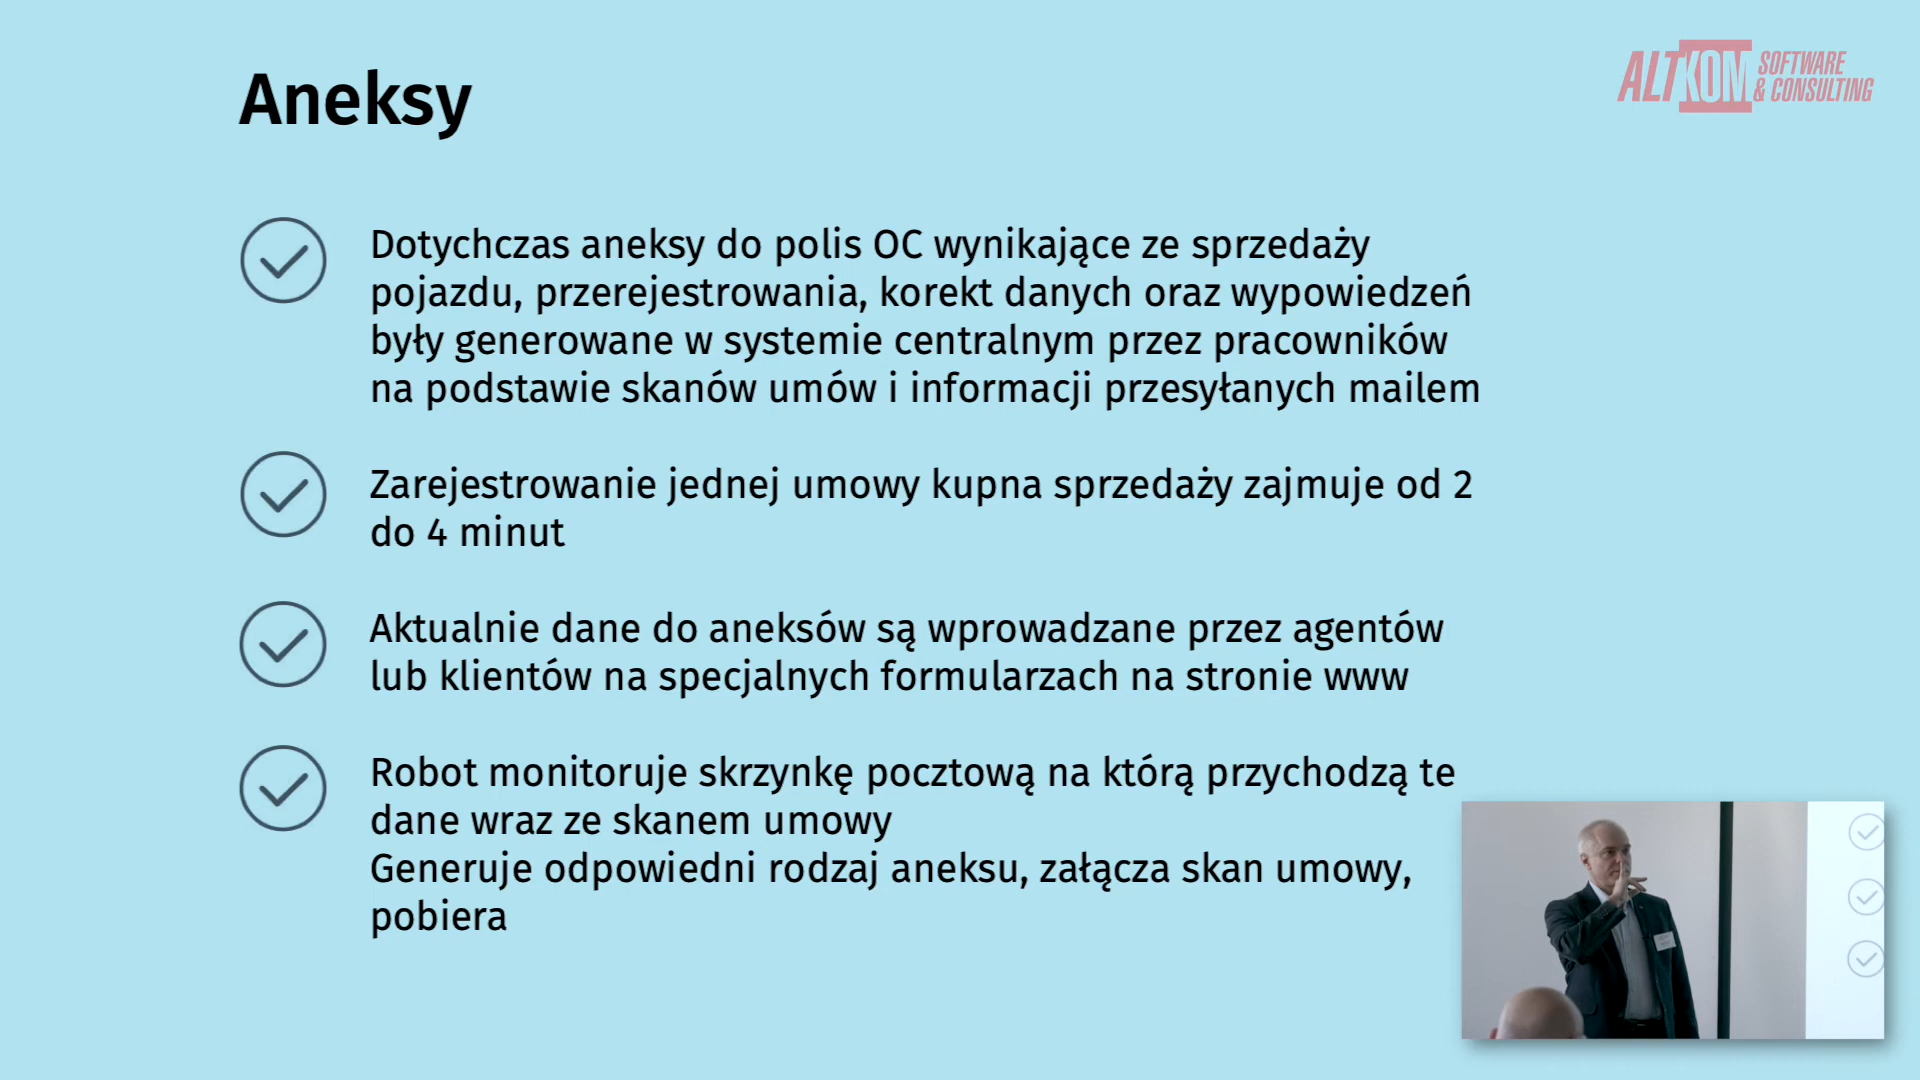 Aneksy
ALTKOM SOFTWARE
& CONSULTING
Dotychczas aneksy do polis OC wynikające ze sprzedaży
pojazdu, przerejestrowania, korekt danych oraz wypowiedzeń
były generowane w systemie centralnym przez pracowników
na podstawie skanów umów i informacji przesyłanych mailem
Zarejestrowanie jednej umowy kupna sprzedaży zajmuje od 2
do 4 minut
Aktualnie dane do aneksów są wprowadzane przez agentów
lub klientów na specjalnych formularzach na stronie www
Robot monitoruje skrzynkę pocztową na którą przychodzą te
dane wraz ze skanem umowy
Generuje odpowiedni rodzaj aneksu, załącza skan umowy,
pobiera